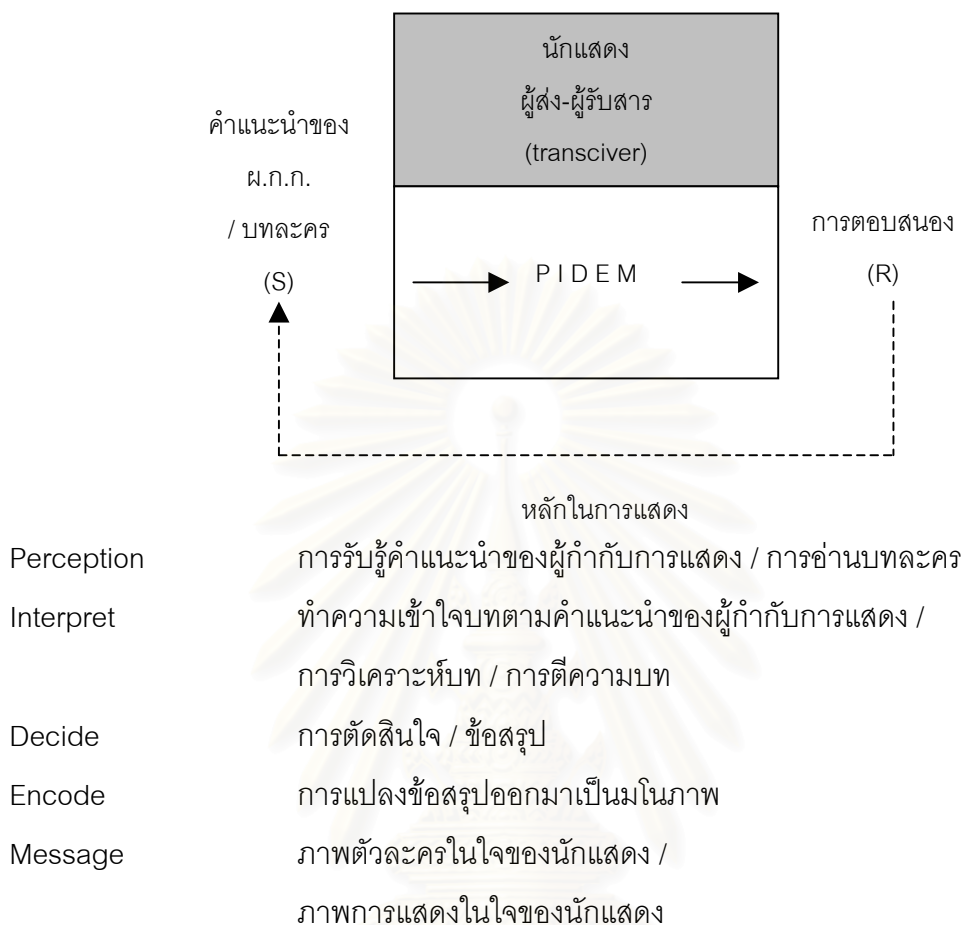 นักแสดง
ผู้ส่ง-ผู้รับสาร
(transciver)
คำแนะนำของ
ผ.ก.ก.
/ บทละคร
(S)
P I D E M
การตอบสนอง
(R)
หลักในการแสดง
Perception การรับรู้คำแนะนำของผู้กำกับการแสดง / การอ่านบทละคร
Interpret ทำความเข้าใจบทตามคำแนะนำของผู้กำกับการแสดง /
การวิเคราะห์บท / การตีความบท
Decide การตัดสินใจ / ข้อสรุป
Encode การแปลงข้อสรุปออกมาเป็นมโนภาพ
Message ภาพตัวละครในใจของนักแสดง /
ภาพการแสดงในใจของนักแสดง